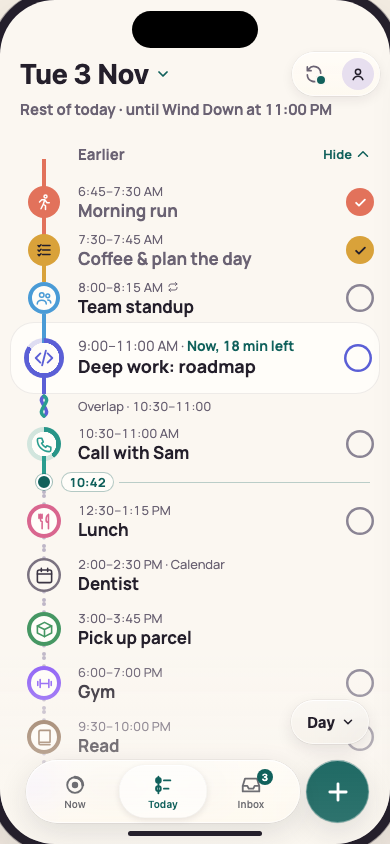 Tue 3 Nov
Rest of today · until Wind Down at 11:00 PM
Earlier
Hide
6:45–7:30 AM
Morning run
7:30–7:45 AM
Coffee & plan the day
8:00–8:15 AM
Team standup
9:00–11:00 AM · Now, 18 min left
Deep work: roadmap
Overlap · 10:30–11:00
10:30–11:00 AM
Call with Sam
10:42
12:30–1:15 PM
Lunch
2:00–2:30 PM · Calendar
Dentist
3:00–3:45 PM
Pick up parcel
6:00–7:00 PM
Gym
Day
9:30–10:00 PM
Read
3
Now
Today
Inbox